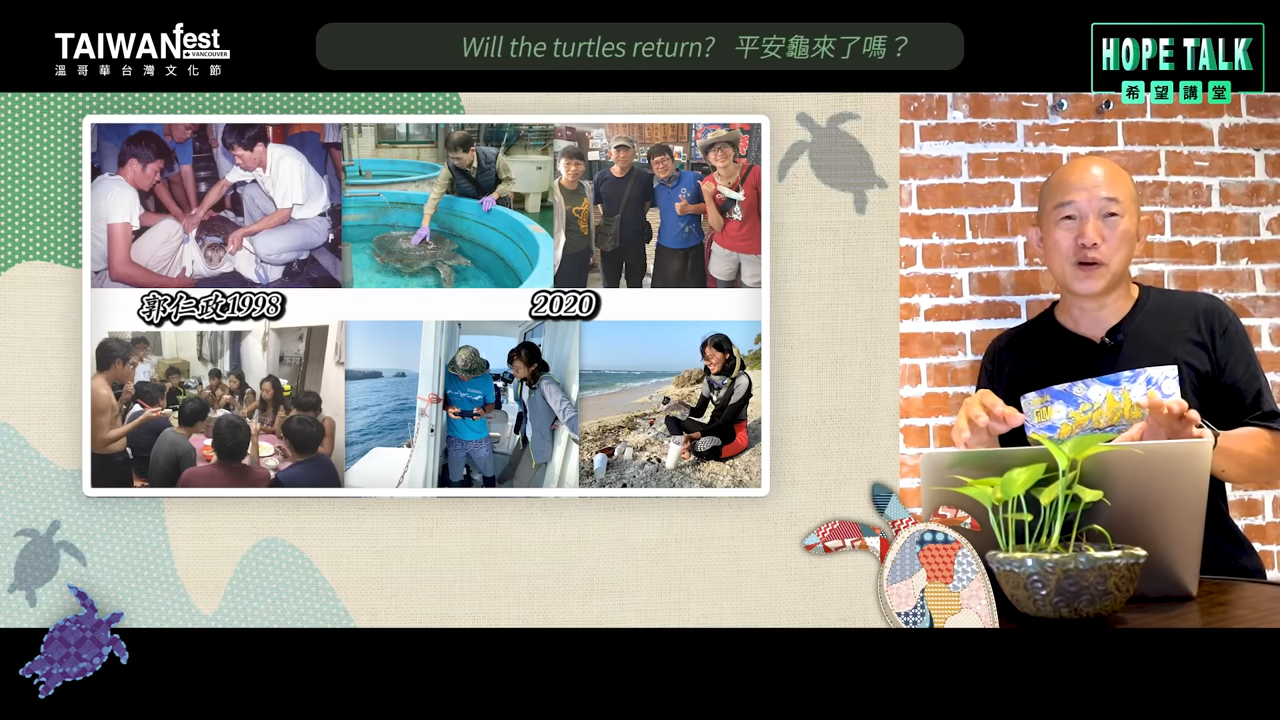 TAIWANfest
VANCOUVER
溫哥華台灣文化節
Will the turtles return? 平安龜來了嗎？
HOPE TALK
希望講堂
郭仁政1998
2020